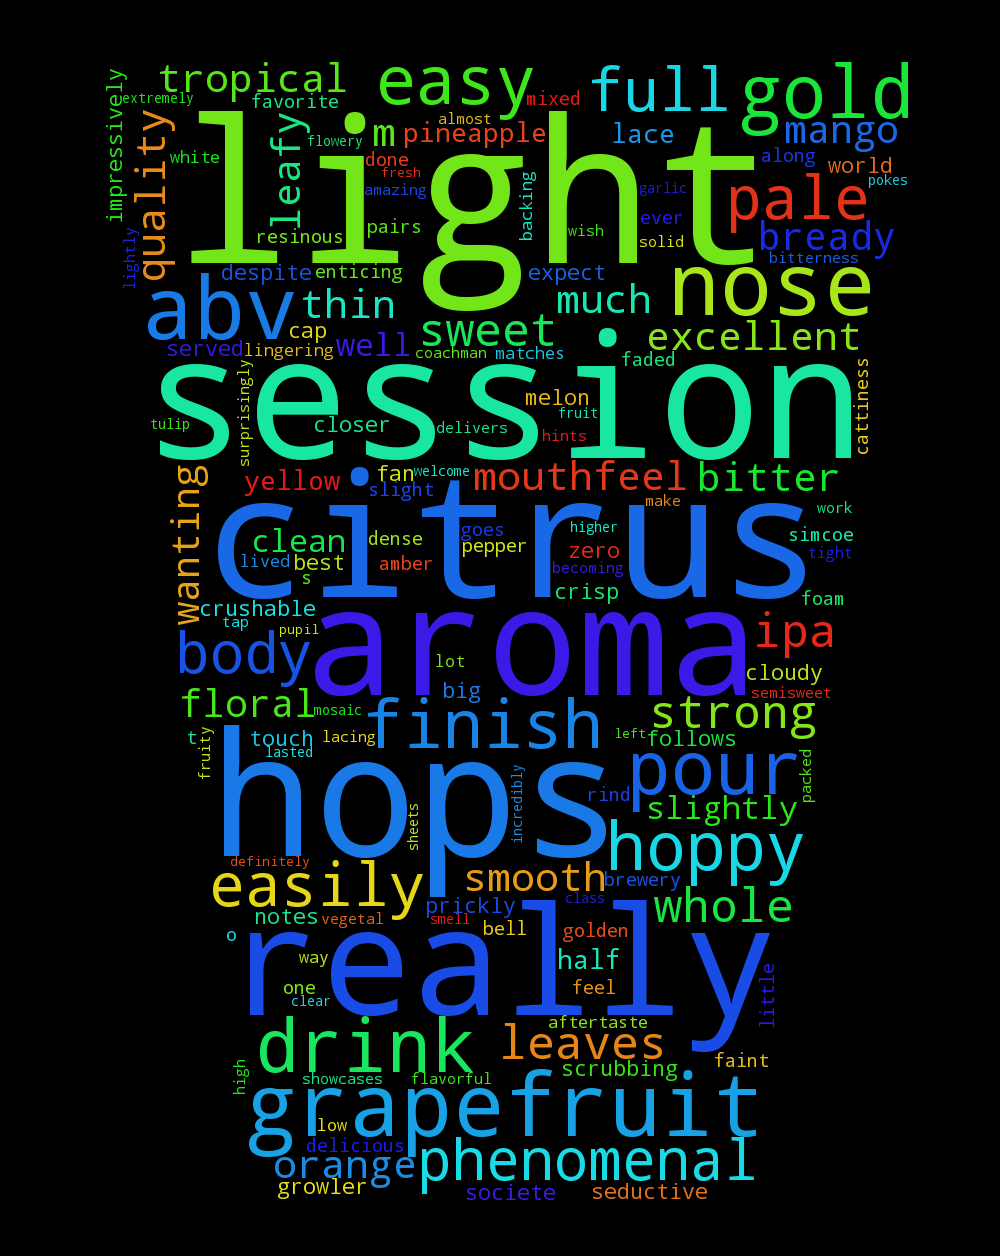 tropical
easy
full
gold
impressively
extremely
favorite
mixed
almost
light
quality
leafy
flowery
m
pineapple
lace
mango
white
done
fresh
amazing
along
world
pokes
garlic
pale
backing
pairs
wish
ever
solid
resinous
bready
bitterness
lightly
despite
enticing
expect
nose
abv
thin
much
cap
sweet
excellent
served
lingering
well
coachman
matches
faded
session
surprisingly
melon
fruit
cattiness
tulip
closer
delivers
hints
wanting
yellow
fan
welcome
slight
mouthfeel
bitter
make
work
citrus
clean
dense
goes
pepper
higher
simcoe
zero
tight
lived
best
amber
becoming
s
crisp
foam
crushable
tap
pupil
aroma
ipa
body
lot
cloudy
big
semisweet
floral
mosaic
finish
strong
t
fruity
touch
lasted
lacing
left
follows
hops
incredibly
pour
packed
rind
sheets
slightly
hoppy
definitely
easily
smooth
brewery
class
prickly
whole
notes
vegetal
smell
bell
golden
o
really
way
half
one
feel
clear
little
aftertaste
drink
leaves
scrubbing
faint
high
showcases
flavorful
grapefruit
low
delicious
orange
phenomenal
growler
societe
seductive